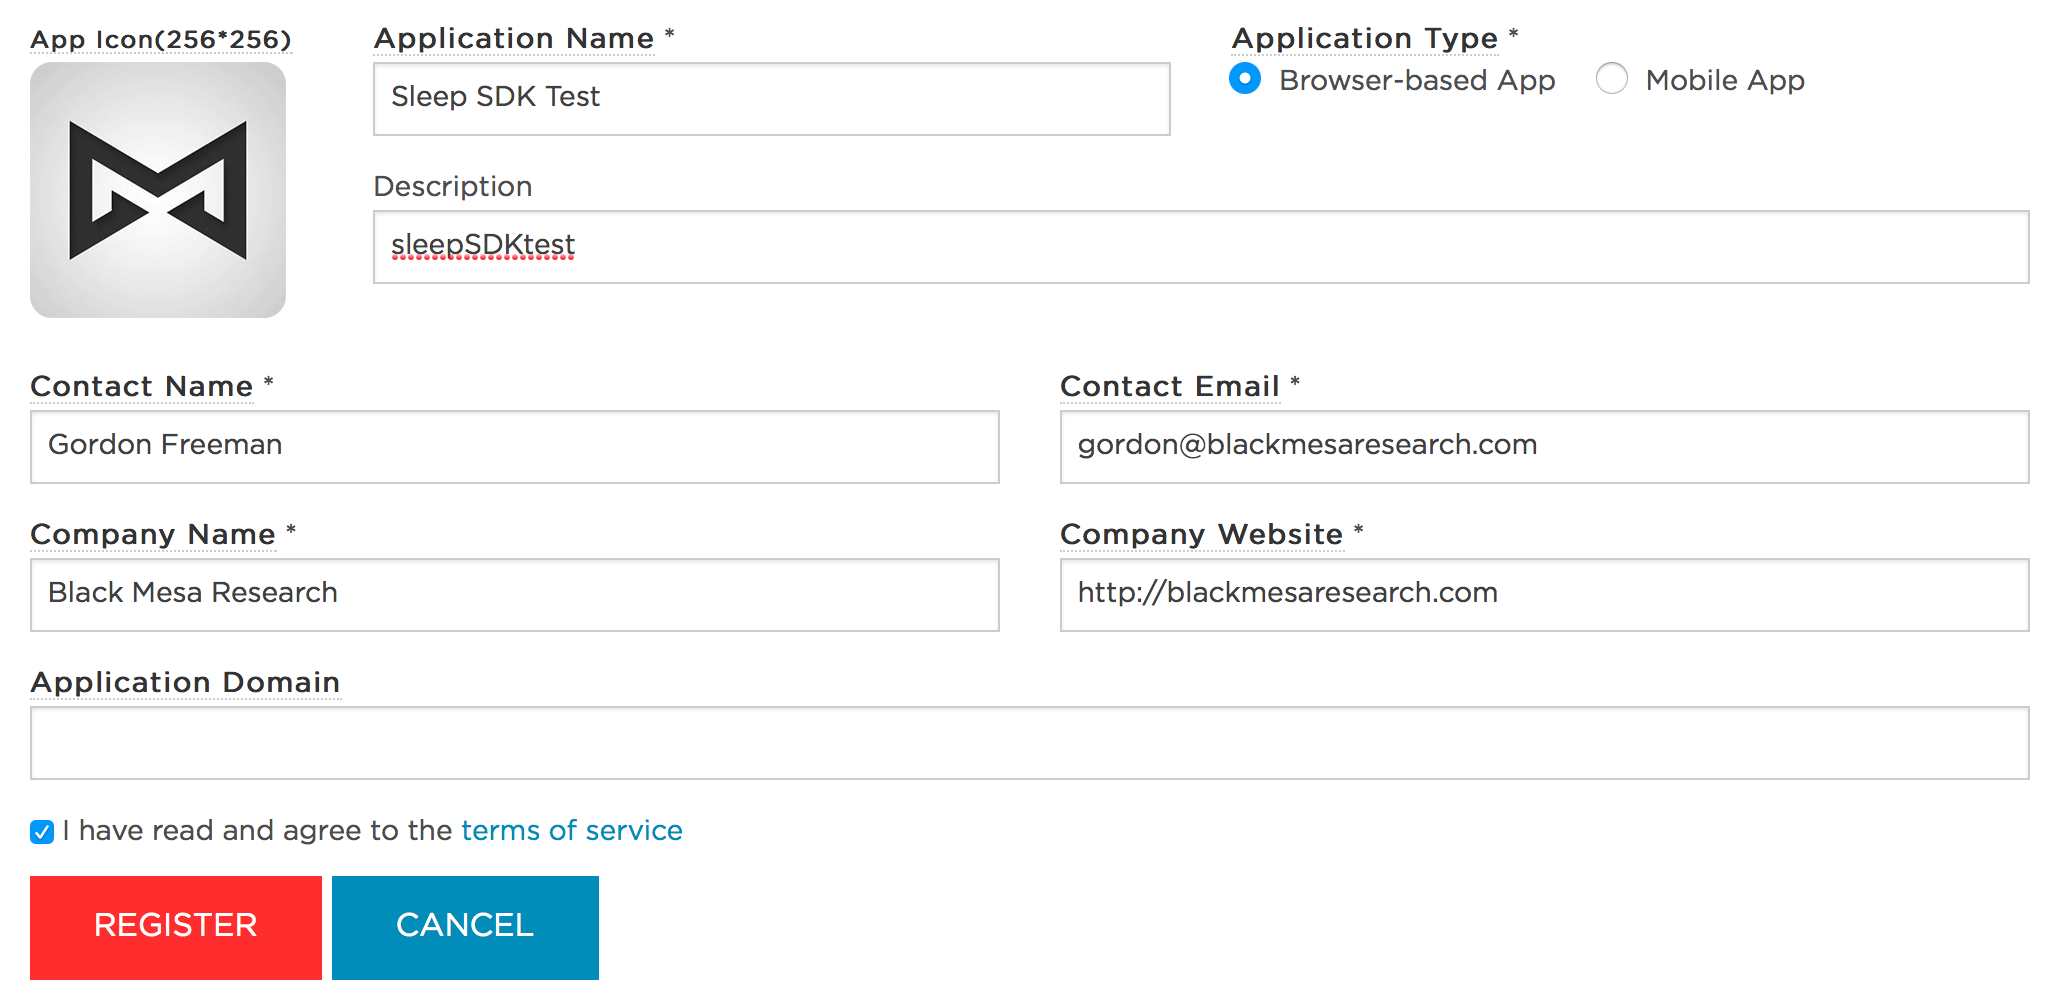 App Icon(256*256)
Application Name *
Sleep SDK Test
Application Type *
Browser-based App
Mobile App
Description
sleepSDKtest
Contact Name *
Gordon Freeman
Contact Email *
gordon@blackmesaresearch.com
Company Name *
Black Mesa Research
Company Website *
http://blackmesaresearch.com
Application Domain
I have read and agree to the terms of service
REGISTER
CANCEL